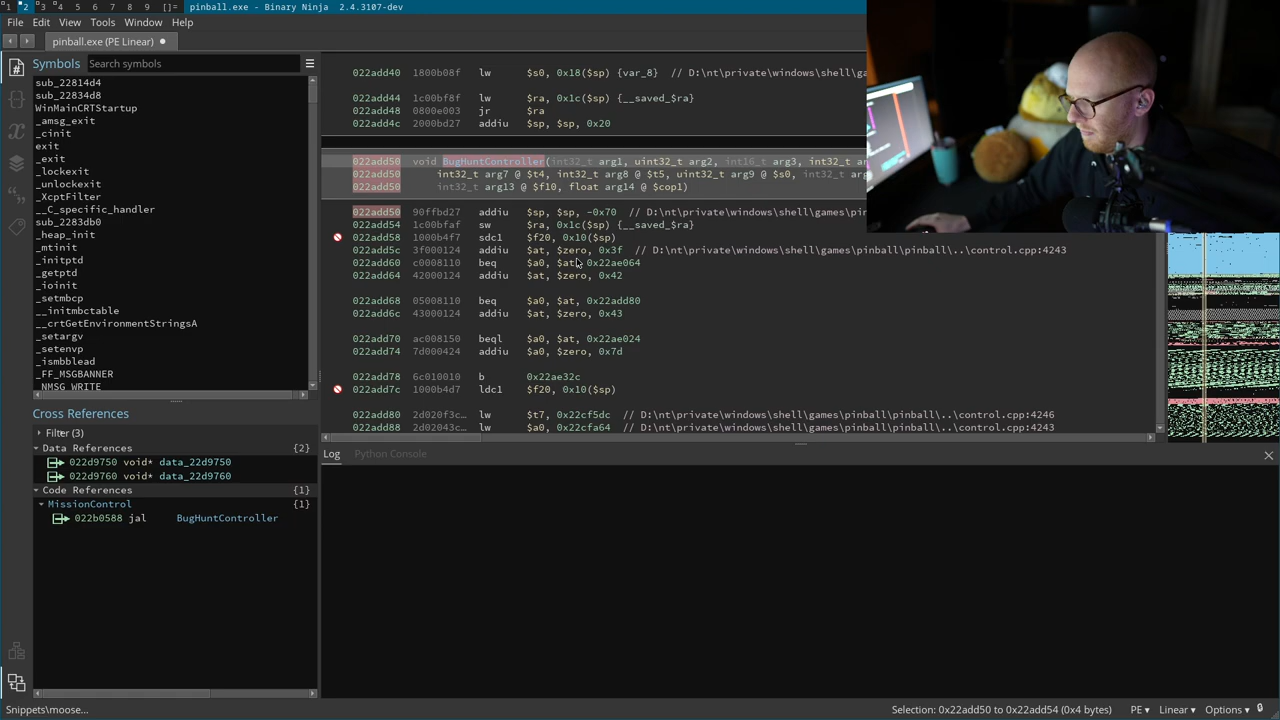 1 2 3 4 5 6 7 8 9 []= pinball.exe - Binary Ninja 2.4.3107-dev
File Edit View Tools Window Help
pinball.exe (PE Linear)
Symbols Search symbols
sub_22814d4
sub_22834d8
WinMainCRTStartup
_amsg_exit
_cinit
exit
_exit
_lockexit
_unlockexit
_XcptFilter
__C_specific_handler
sub_2283db0
_heap_init
_mtinit
_initptd
_getptd
_ioinit
_setmbcp
__initmbctable
__crtGetEnvironmentStringsA
_setargv
_setenvp
_ismbblead
_FF_MSGBANNER
_NMSG_WRITE
Cross References
Filter (3)
Data References {2}
022d9750 void* data_22d9750
022d9760 void* data_22d9760
Code References {1}
MissionControl {1}
022b0588 jal BugHuntController
022add40 1800b08f lw $s0, 0x18($sp) {var_8} // D:\nt\private\windows\shell\ga
022add44 1c00bf8f lw $ra, 0x1c($sp) {__saved_$ra}
022add48 0800e003 jr $ra
022add4c 2000bd27 addiu $sp, $sp, 0x20
022add50 void BugHuntController(int32_t arg1, uint32_t arg2, int16_t arg3, int32_t ar
022add50 int32_t arg7 @ $t4, int32_t arg8 @ $t5, uint32_t arg9 @ $s0, int32_t arg
022add50 int32_t arg13 @ $f10, float arg14 @ $cop1)
022add50 90ffbd27 addiu $sp, $sp, -0x70 // D:\nt\private\windows\shell\games\pin
022add54 1c00bfaf sw $ra, 0x1c($sp) {__saved_$ra}
022add58 1000b4f7 sdc1 $f20, 0x10($sp)
022add5c 3f000124 addiu $at, $zero, 0x3f // D:\nt\private\windows\shell\games\pinball\pinball\..\control.cpp:4243
022add60 c0008110 beq $a0, $at, 0x22ae064
022add64 42000124 addiu $at, $zero, 0x42
022add68 05008110 beq $a0, $at, 0x22add80
022add6c 43000124 addiu $at, $zero, 0x43
022add70 ac008150 beql $a0, $at, 0x22ae024
022add74 7d000424 addiu $a0, $zero, 0x7d
022add78 6c010010 b 0x22ae32c
022add7c 1000b4d7 ldc1 $f20, 0x10($sp)
022add80 2d020f3c… lw $t7, 0x22cf5dc // D:\nt\private\windows\shell\games\pinball\pinball\..\control.cpp:4246
022add88 2d02043c… lw $a0, 0x22cfa64 // D:\nt\private\windows\shell\games\pinball\pinball\..\control.cpp:4253
Log Python Console
Snippets\moose... Selection: 0x22add50 to 0x22add54 (0x4 bytes) PE Linear Options